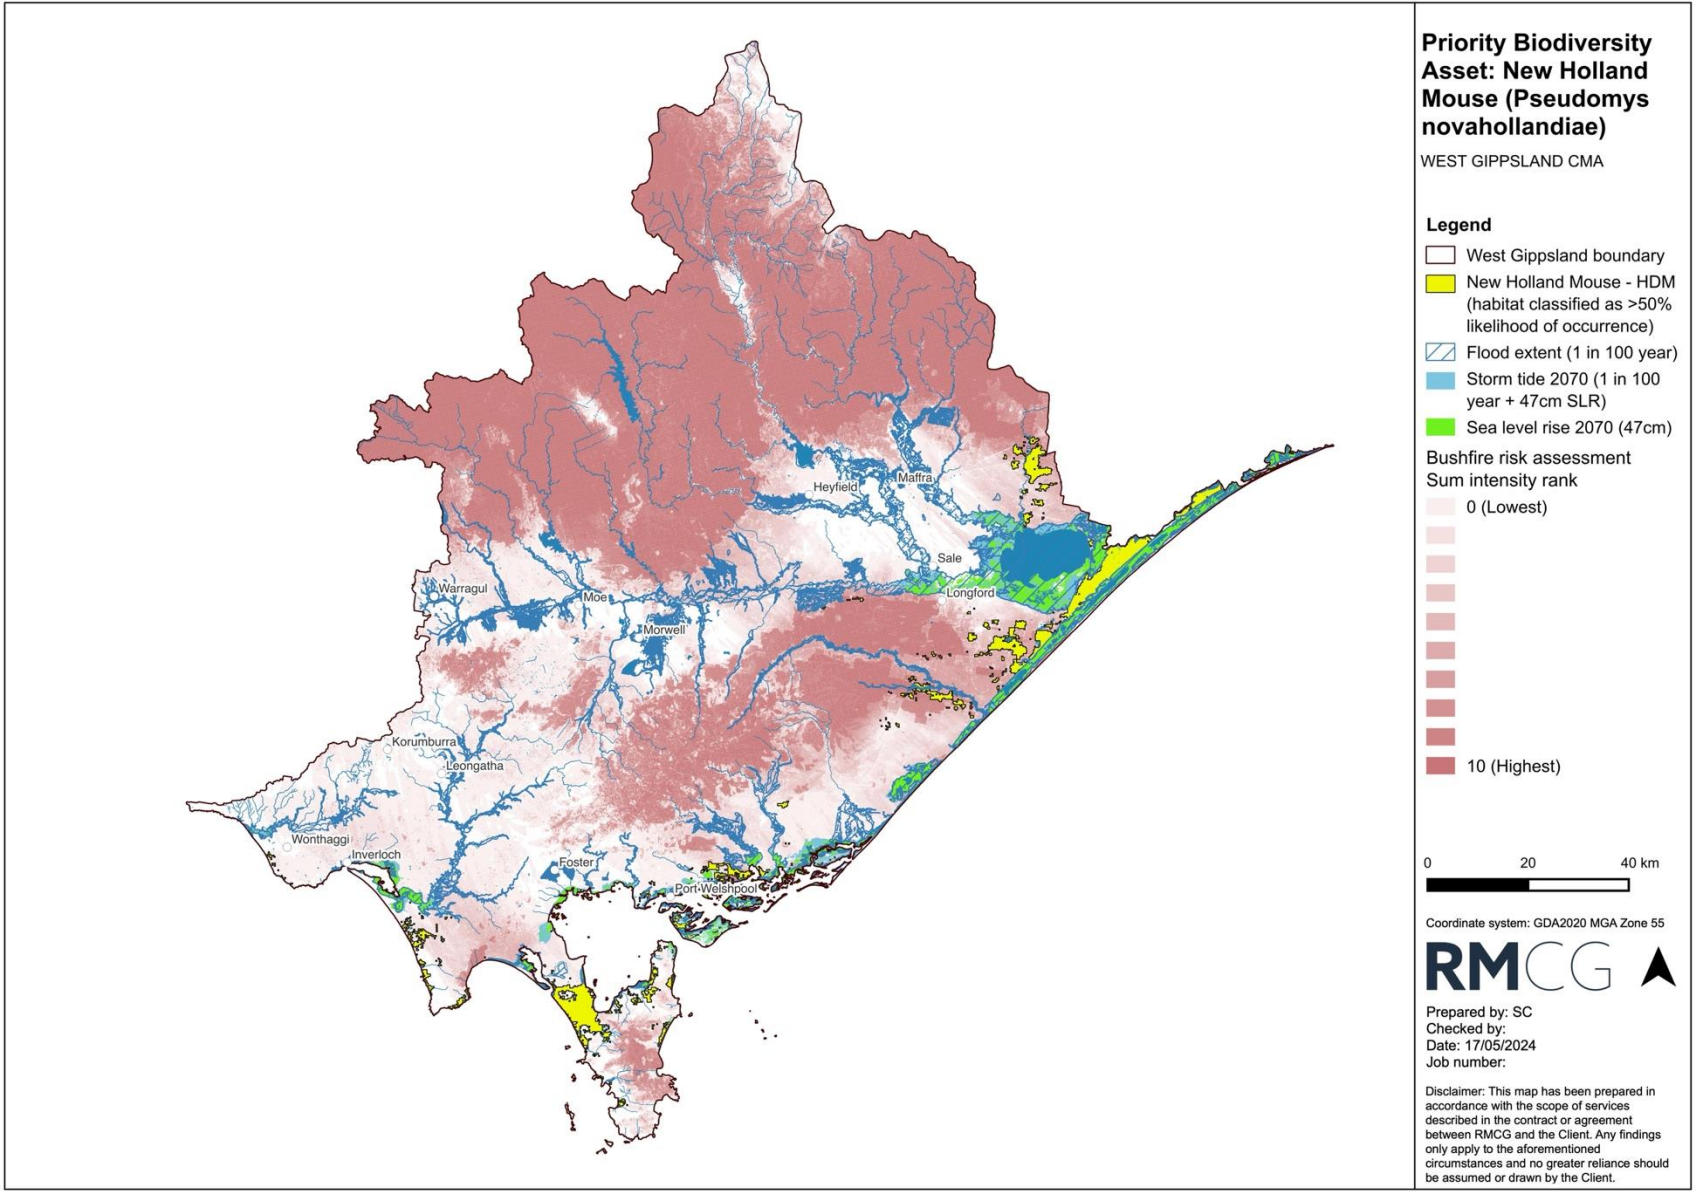 Priority Biodiversity
Asset: New Holland
Mouse (Pseudomys
novahollandiae)
WEST GIPPSLAND CMA
Legend
West Gippsland boundary
New Holland Mouse - HDM
(habitat classified as >50%
likelihood of occurrence)
Flood extent (1 in 100 year)
Storm tide 2070 (1 in 100
year + 47cm SLR)
Sea level rise 2070 (47cm)
Bushfire risk assessment
Sum intensity rank
0 (Lowest)
10 (Highest)
0 20 40 km
Coordinate system: GDA2020 MGA Zone 55
RMCG
Prepared by: SC
Checked by:
Date: 17/05/2024
Job number:
Disclaimer: This map has been prepared in
accordance with the scope of services
described in the contract or agreement
between RMCG and the Client. Any findings
only apply to the aforementioned
circumstances and no greater reliance should
be assumed or drawn by the Client.
Maffra
Heyfield
Sale
Longford
Warragul
Moe
Morwell
Korumburra
Leongatha
Wonthaggi
Inverloch
Foster
Port Welshpool